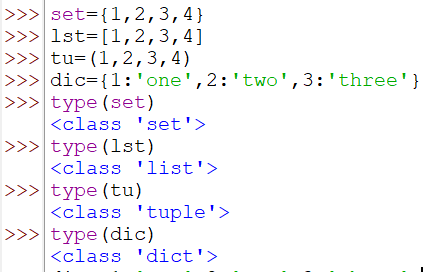 >>> set={1,2,3,4}
>>> lst=[1,2,3,4]
>>> tu=(1,2,3,4)
>>> dic={1:'one',2:'two',3:'three'}
>>> type(set)
<class 'set'>
>>> type(lst)
<class 'list'>
>>> type(tu)
<class 'tuple'>
>>> type(dic)
<class 'dict'>